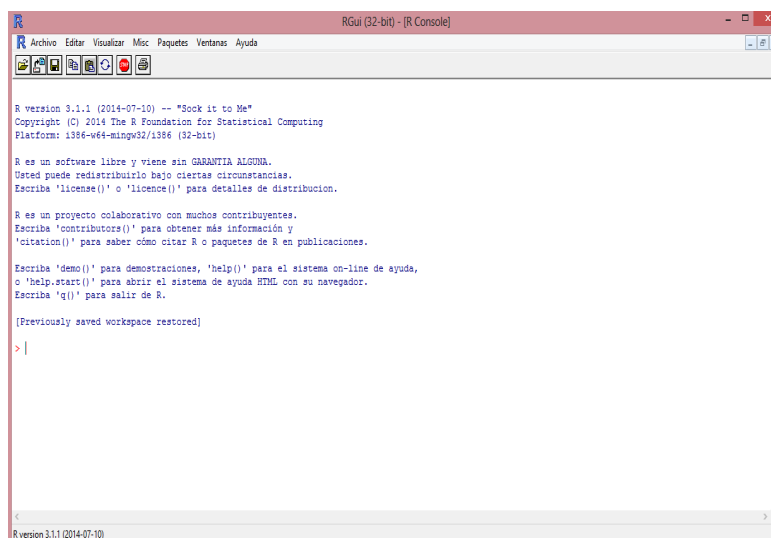 RGui (32-bit) - [R Console]
Archivo Editar Visualizar Misc Paquetes Ventanas Ayuda
STOP
R version 3.1.1 (2014-07-10) -- "Sock it to Me"
Copyright (C) 2014 The R Foundation for Statistical Computing
Platform: i386-w64-mingw32/i386 (32-bit)
R es un software libre y viene sin GARANTIA ALGUNA.
Usted puede redistribuirlo bajo ciertas circunstancias.
Escriba 'license()' o 'licence()' para detalles de distribucion.
R es un proyecto colaborativo con muchos contribuyentes.
Escriba 'contributors()' para obtener más información y
'citation()' para saber cómo citar R o paquetes de R en publicaciones.
Escriba 'demo()' para demostraciones, 'help()' para el sistema on-line de ayuda,
o 'help.start()' para abrir el sistema de ayuda HTML con su navegador.
Escriba 'q()' para salir de R.
[Previously saved workspace restored]
>
R version 3.1.1 (2014-07-10)